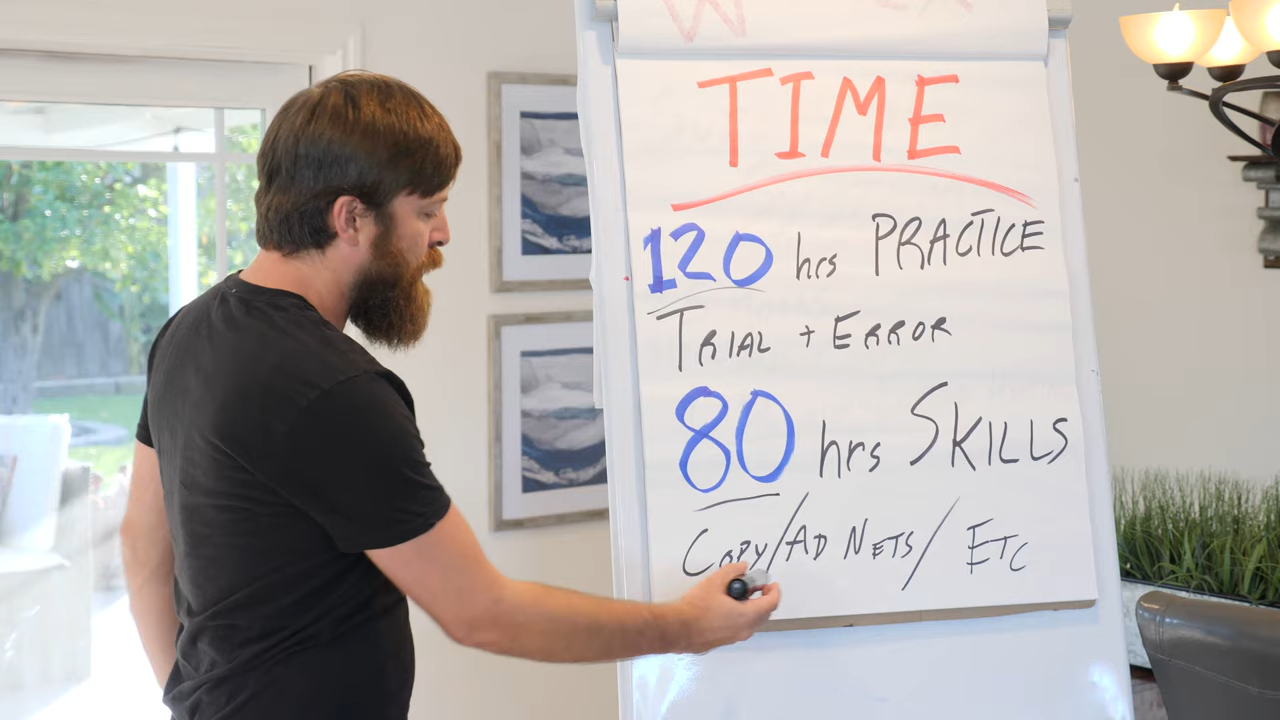 TIME
120 hrs PRACTICE
TRIAL + ERROR
80 hrs SKILLS
COPY/AD NETS/ETC